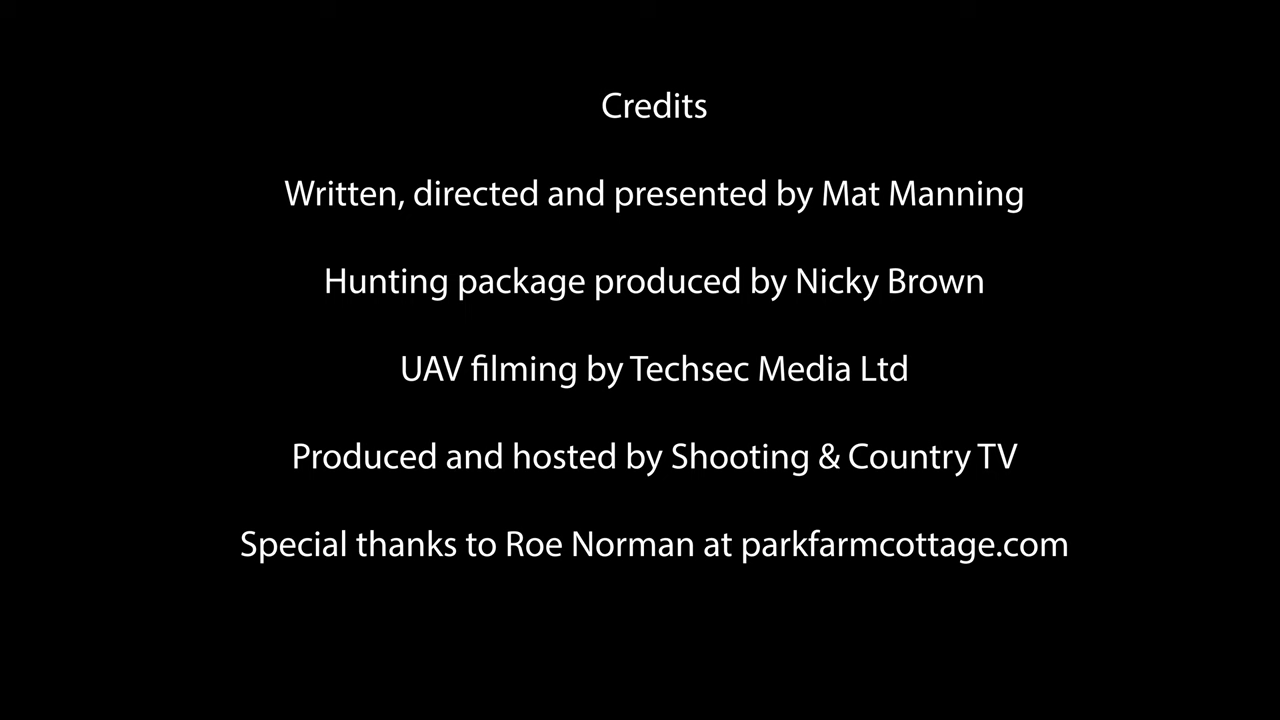 Credits
Written, directed and presented by Mat Manning
Hunting package produced by Nicky Brown
UAV filming by Techsec Media Ltd
Produced and hosted by Shooting & Country TV
Special thanks to Roe Norman at parkfarmcottage.com